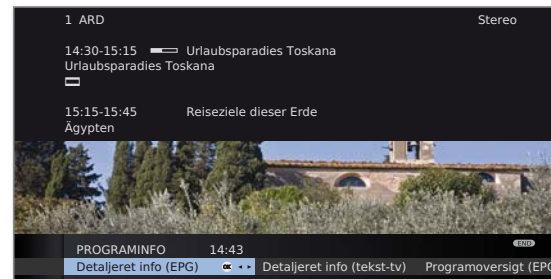 1 ARD Stereo
14:30-15:15 Urlaubsparadies Toskana
Urlaubsparadies Toskana
15:15-15:45 Reiseziele dieser Erde
Ägypten
PROGRAMINFO 14:43 END
Detaljeret info (EPG) OK Detaljeret info (tekst-tv) Programoversigt (EPG